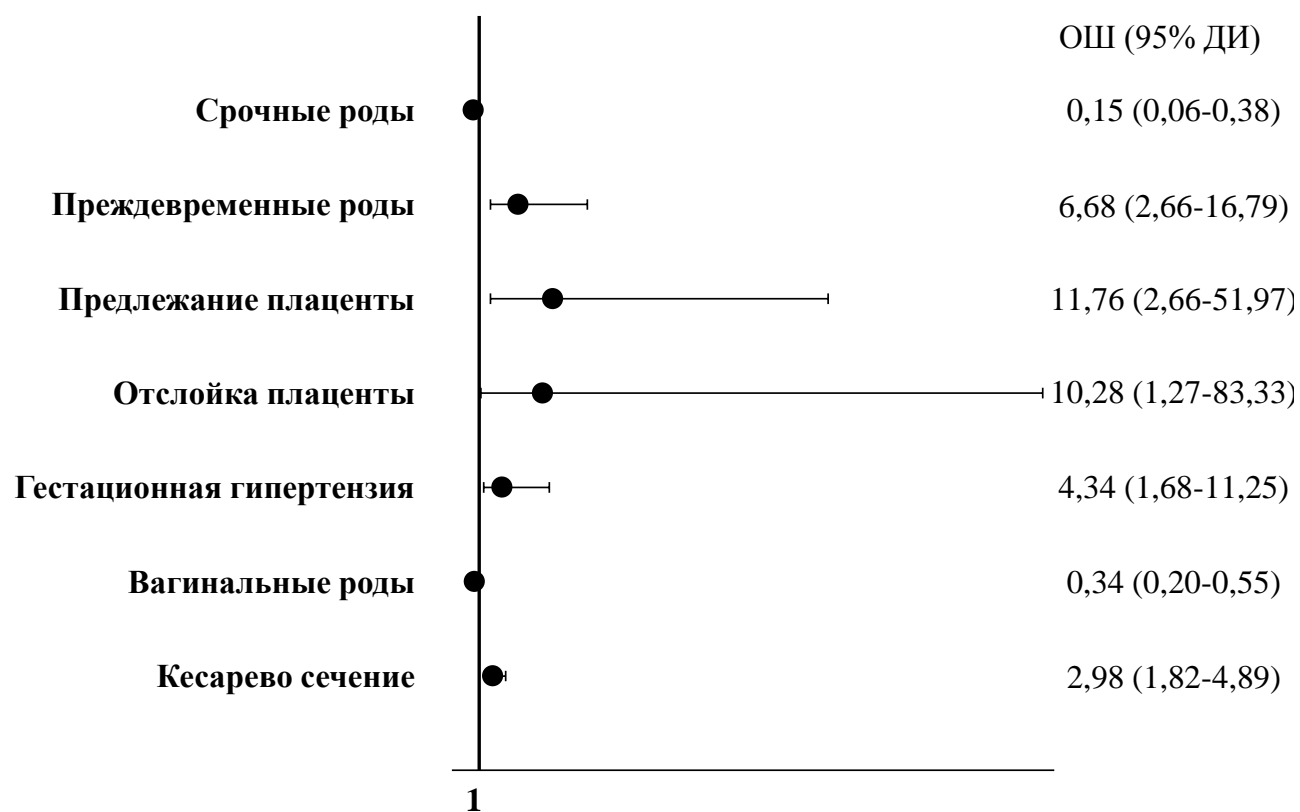 ОШ (95% ДИ)
Срочные роды 0,15 (0,06-0,38)
Преждевременные роды 6,68 (2,66-16,79)
Предлежание плаценты 11,76 (2,66-51,97)
Отслойка плаценты 10,28 (1,27-83,33)
Гестационная гипертензия 4,34 (1,68-11,25)
Вагинальные роды 0,34 (0,20-0,55)
Кесарево сечение 2,98 (1,82-4,89)
1